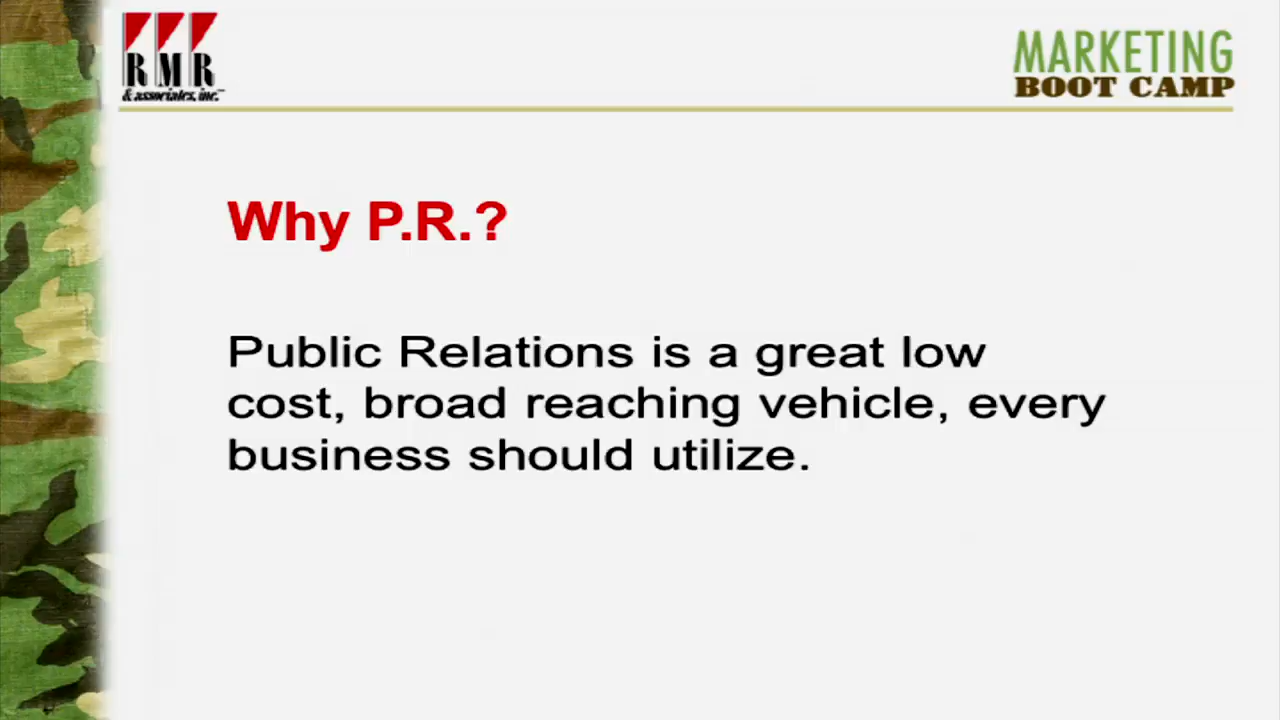 RMR
& associates, inc.™
MARKETING
BOOT CAMP
Why P.R.?
Public Relations is a great low
cost, broad reaching vehicle, every
business should utilize.